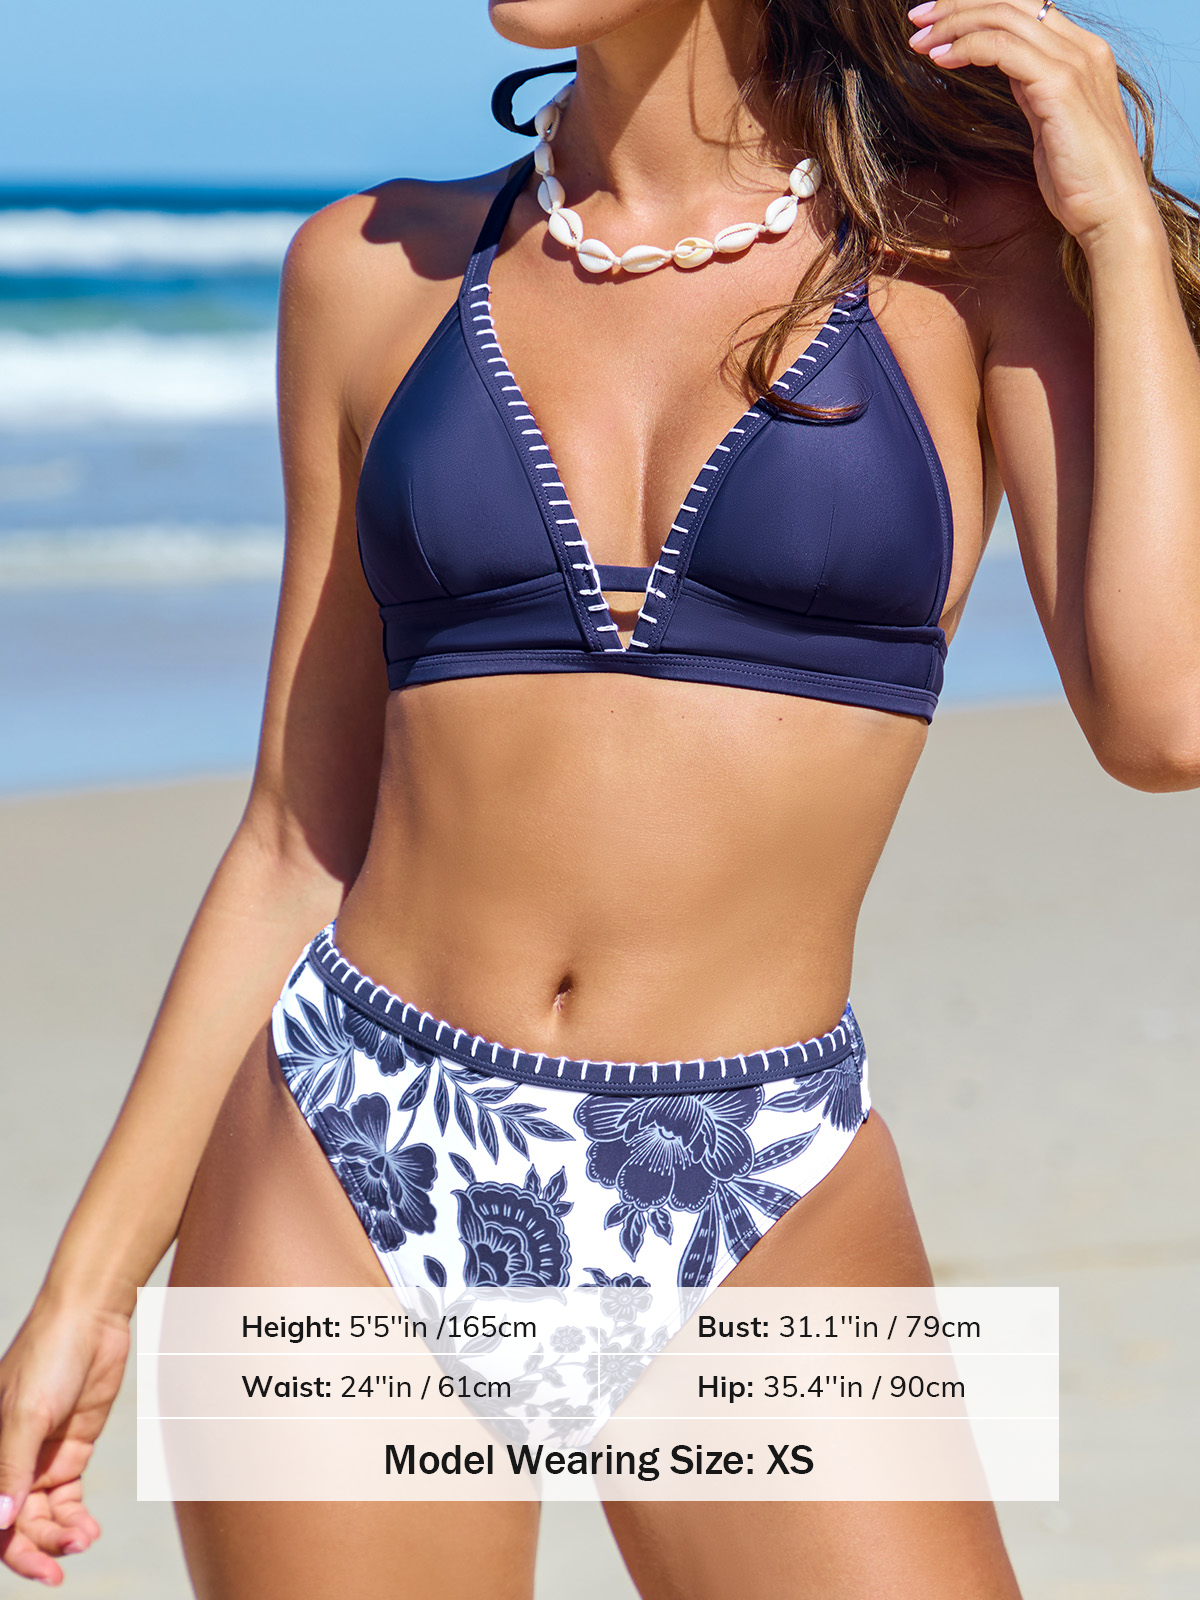 Height: 5'5''in /165cm
Bust: 31.1''in / 79cm
Waist: 24''in / 61cm
Hip: 35.4''in / 90cm
Model Wearing Size: XS